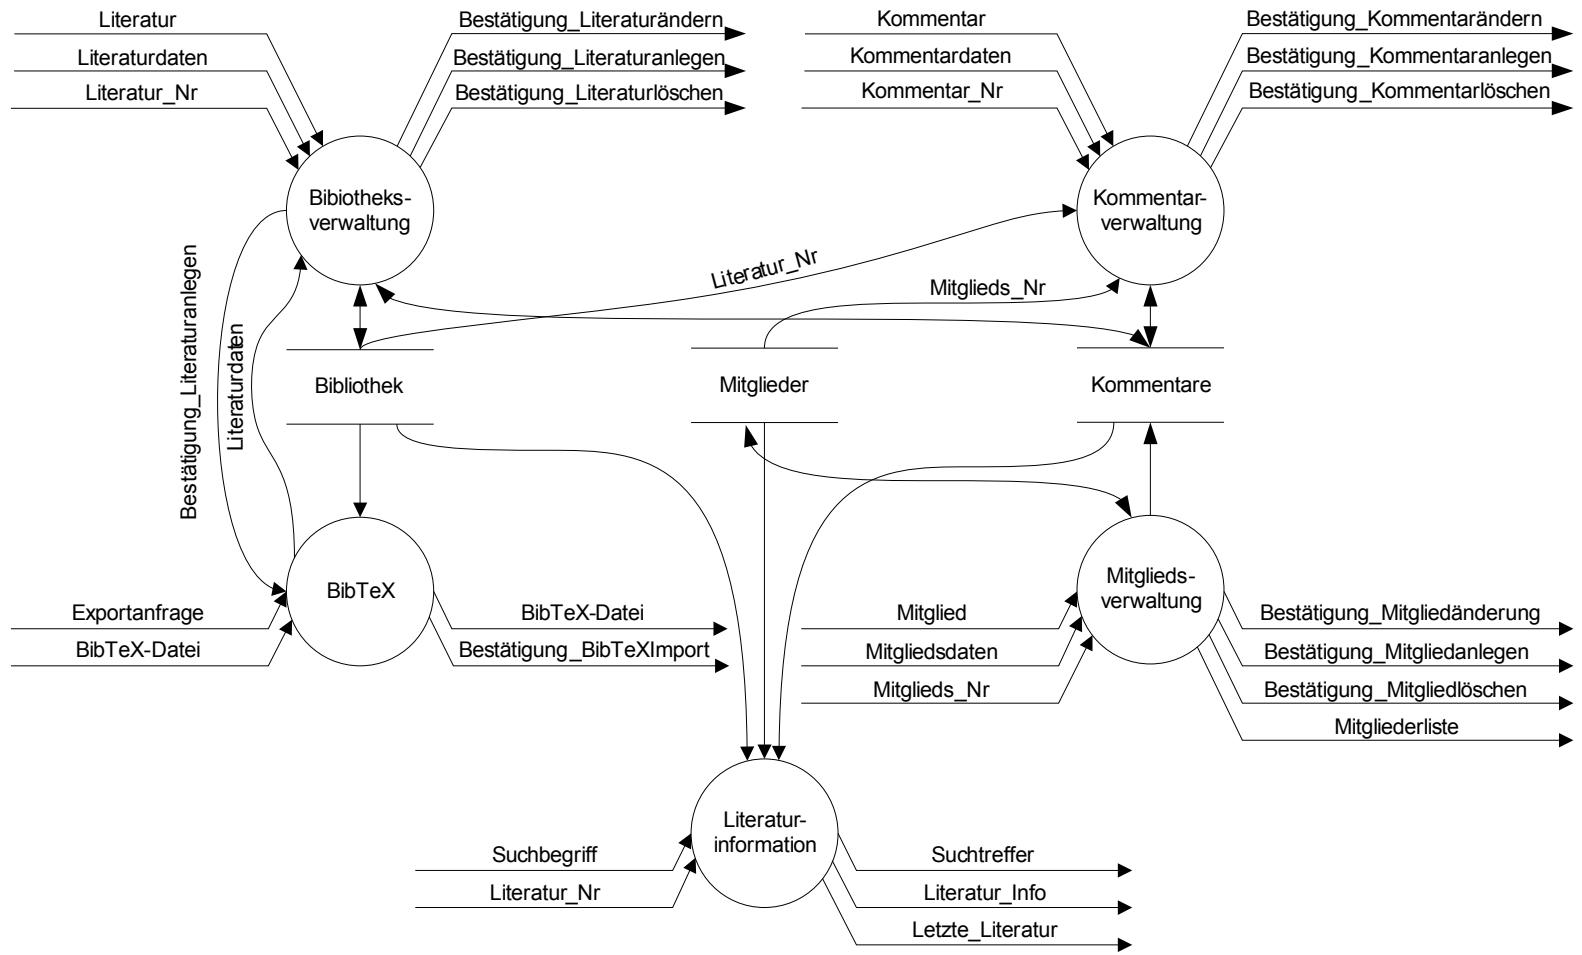 Literatur
Literaturdaten
Literatur_Nr
Bestätigung_Literaturändern
Bestätigung_Literaturanlegen
Bestätigung_Literaturlöschen
Kommentar
Kommentardaten
Kommentar_Nr
Bestätigung_Kommentarändern
Bestätigung_Kommentaranlegen
Bestätigung_Kommentarlöschen
Bibiotheks-
verwaltung
Kommentar-
verwaltung
Literatur_Nr
Mitglieds_Nr
Bestätigung_Literaturanlegen
Literaturdaten
Bibliothek
Mitglieder
Kommentare
BibTeX
Exportanfrage
BibTeX-Datei
BibTeX-Datei
Bestätigung_BibTeXImport
Mitglieds-
verwaltung
Mitglied
Mitgliedsdaten
Mitglieds_Nr
Bestätigung_Mitgliedänderung
Bestätigung_Mitgliedanlegen
Bestätigung_Mitgliedlöschen
Mitgliederliste
Literatur-
information
Suchbegriff
Literatur_Nr
Suchtreffer
Literatur_Info
Letzte_Literatur